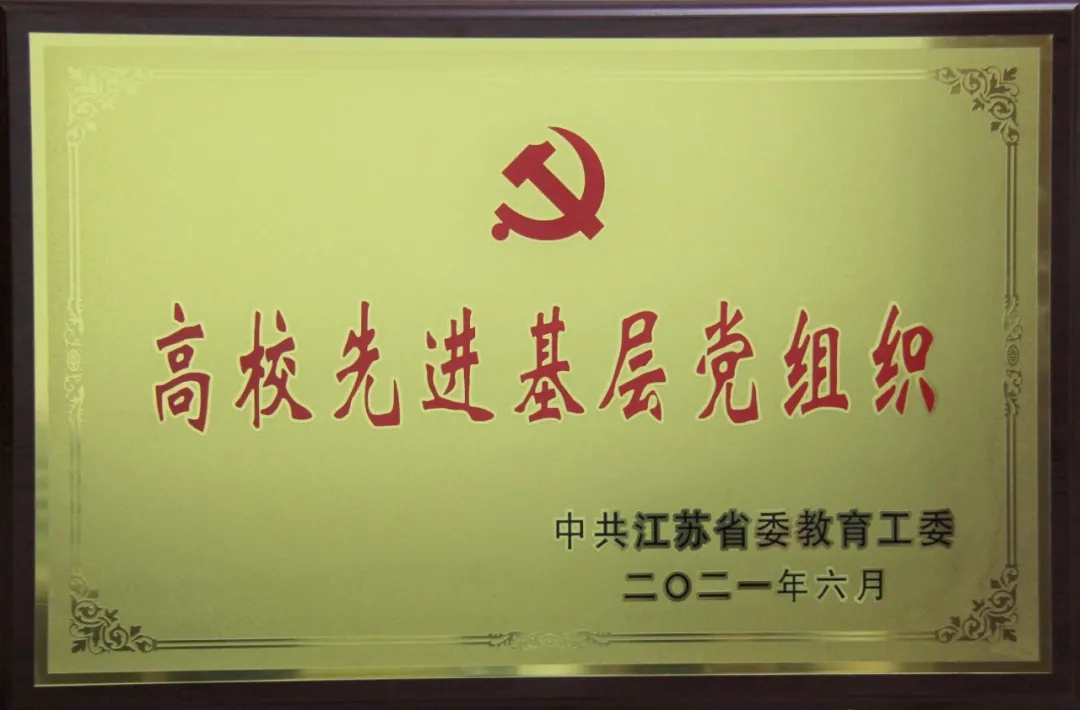 高校先进基层党组织
中共江苏省委教育工委
二〇二一年六月